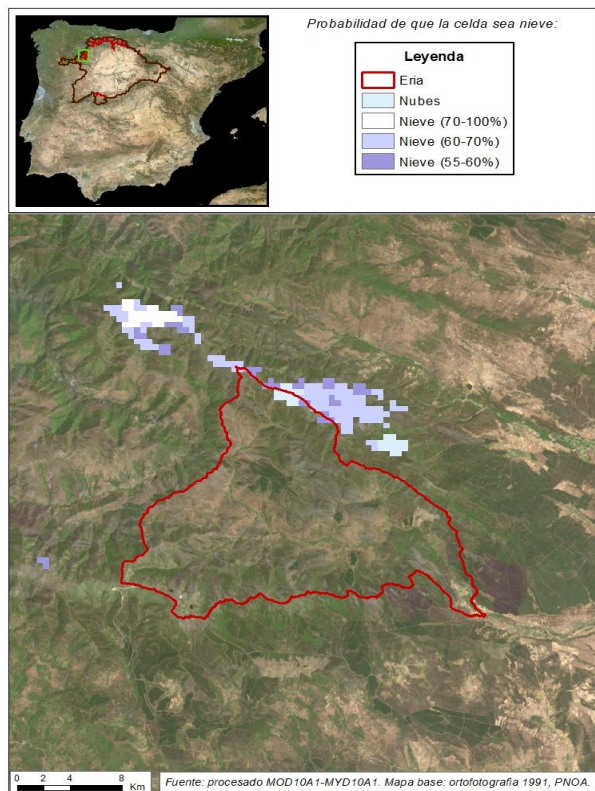 Probabilidad de que la celda sea nieve:
Leyenda
Eria
Nubes
Nieve (70-100%)
Nieve (60-70%)
Nieve (55-60%)
0 2 4 8
Km
Fuente: procesado MOD10A1-MYD10A1. Mapa base: ortofotografia 1991, PNOA.